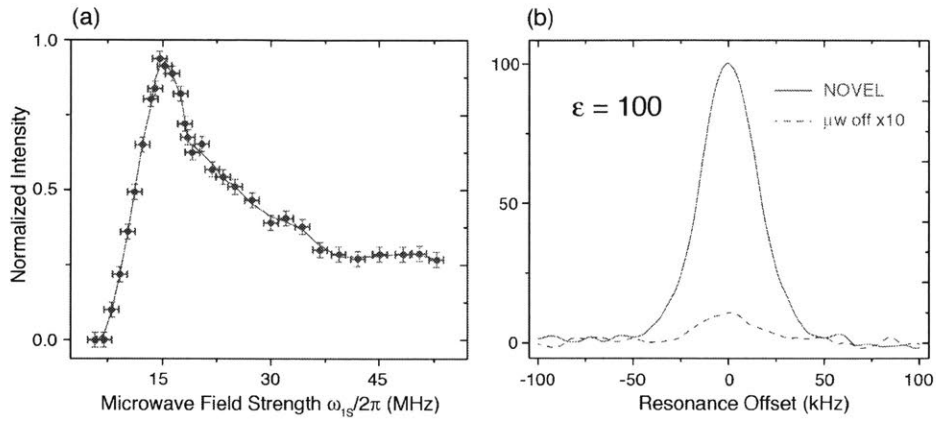 (a)
Normalized Intensity
1.0
0.5
0.0
15
30
45
Microwave Field Strength ω1S/2π (MHz)
(b)
ε = 100
NOVEL
μw off x10
100
50
0
-100
-50
0
50
100
Resonance Offset (kHz)